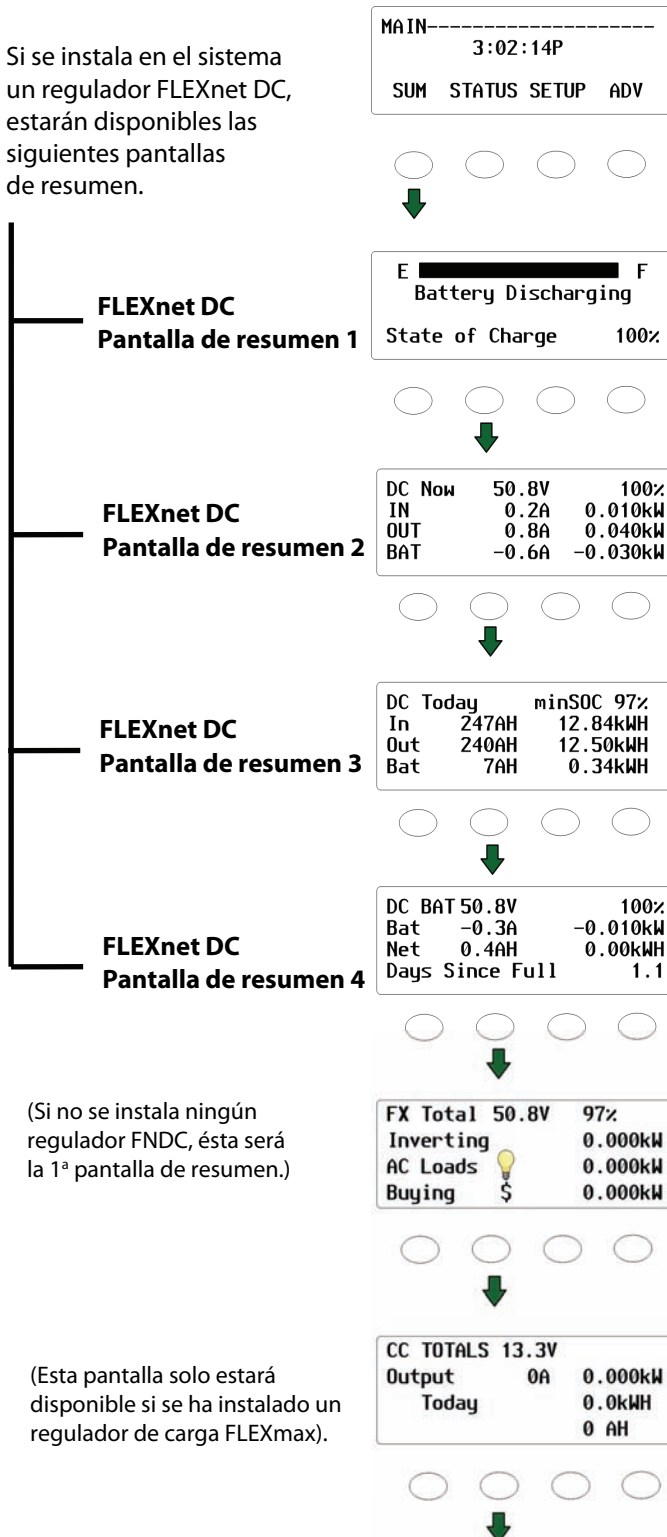 MAIN--------------------
3:02:14P
SUM STATUS SETUP ADV
Si se instala en el sistema
un regulador FLEXnet DC,
estarán disponibles las
siguientes pantallas
de resumen.
FLEXnet DC
Pantalla de resumen 1
E F
Battery Discharging
State of Charge 100%
FLEXnet DC
Pantalla de resumen 2
DC Now 50.8V 100%
IN 0.2A 0.010kW
OUT 0.8A 0.040kW
BAT -0.6A -0.030kW
FLEXnet DC
Pantalla de resumen 3
DC Today minSOC 97%
In 247AH 12.84kWH
Out 240AH 12.50kWH
Bat 7AH 0.34kWH
FLEXnet DC
Pantalla de resumen 4
DC BAT 50.8V 100%
Bat -0.3A -0.010kW
Net 0.4AH 0.00kWH
Days Since Full 1.1
(Si no se instala ningún
regulador FNDC, ésta será
la 1ª pantalla de resumen.)
FX Total 50.8V 97%
Inverting 0.000kW
AC Loads 0.000kW
Buying $ 0.000kW
(Esta pantalla solo estará
disponible si se ha instalado un
regulador de carga FLEXmax).
CC TOTALS 13.3V
Output 0A 0.000kW
Today 0.0kWH
0 AH